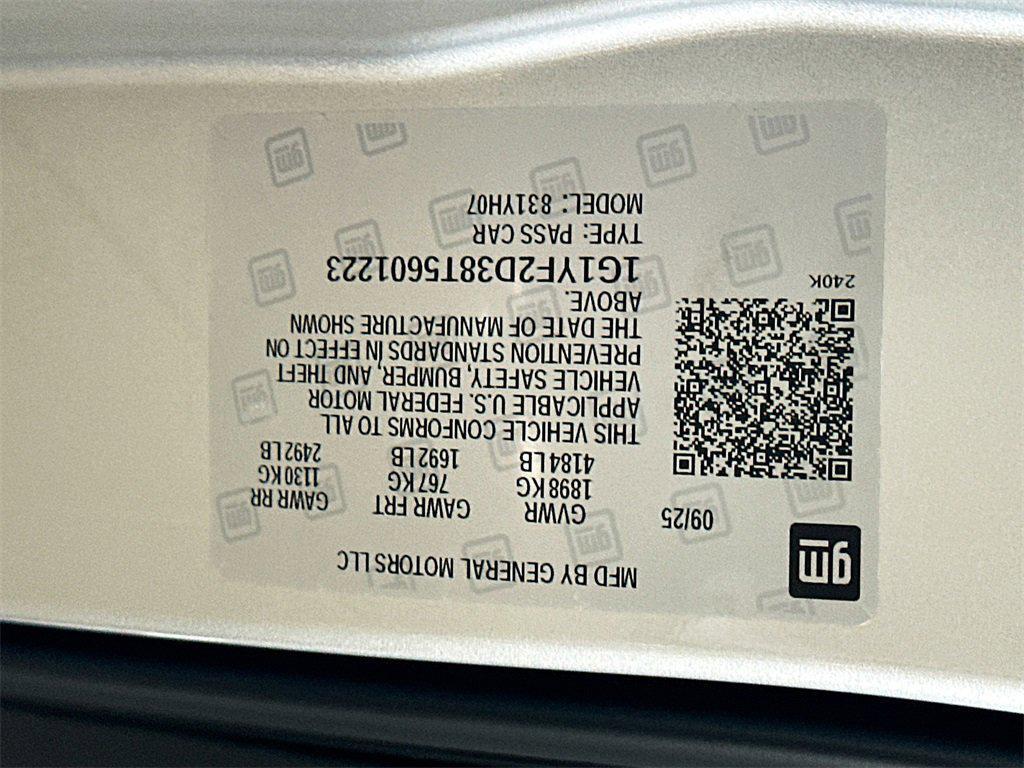 gm
MFD BY GENERAL MOTORS LLC
09/25
GVWR GAWR FRT GAWR RR
1898 KG 767 KG 1130 KG
4184 LB 1692 LB 2492 LB
THIS VEHICLE CONFORMS TO ALL
APPLICABLE U.S. FEDERAL MOTOR
VEHICLE SAFETY, BUMPER, AND THEFT
PREVENTION STANDARDS IN EFFECT ON
THE DATE OF MANUFACTURE SHOWN
ABOVE.
240K
1G1YF2D38T5601223
TYPE: PASS CAR
MODEL: 831YH07